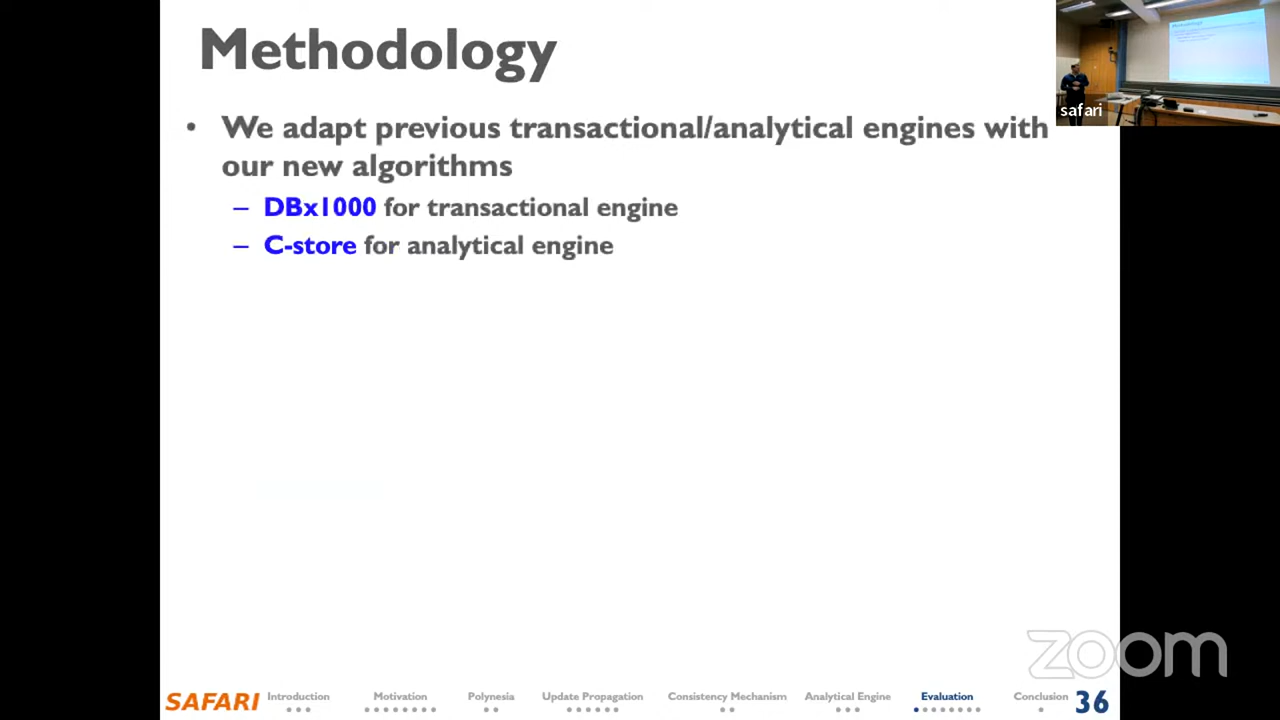 Methodology
• We adapt previous transactional/analytical engines with
our new algorithms
– DBx1000 for transactional engine
– C-store for analytical engine
safari
zoom
SAFARI
Introduction
Motivation
Polynesia
Update Propagation
Consistency Mechanism
Analytical Engine
Evaluation
Conclusion
36